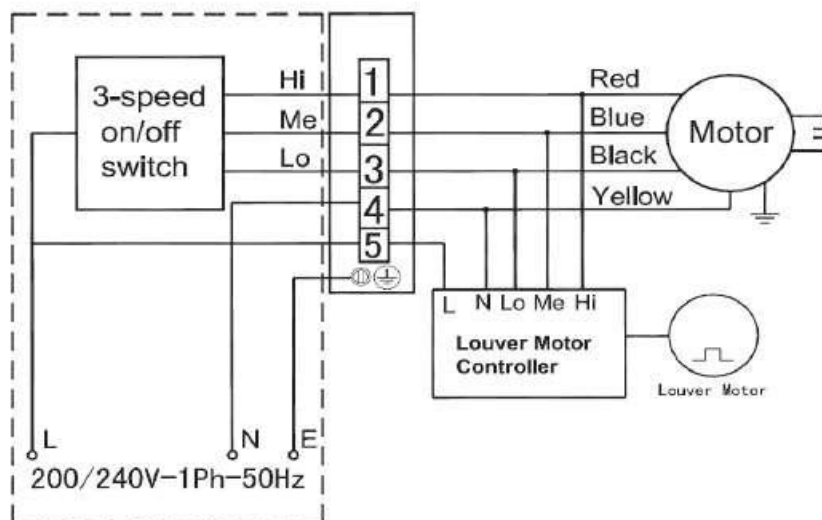 3-speed
on/off
switch
Hi
Me
Lo
1
2
3
4
5
Red
Blue
Black
Yellow
Motor
L
N
Lo
Me
Hi
Louver Motor
Controller
Louver Motor
L
N
E
200/240V-1Ph-50Hz